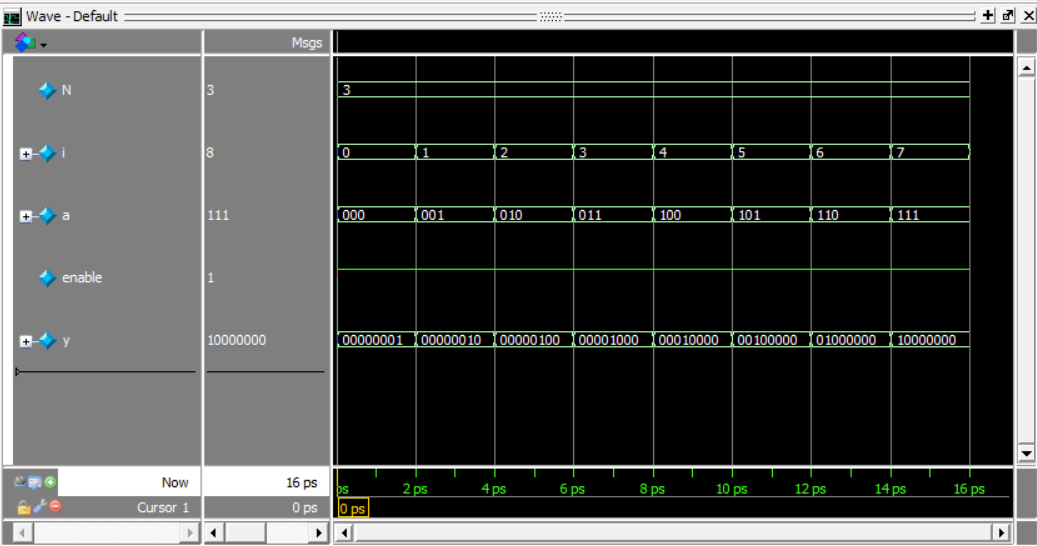 Wave - Default
Msgs
N 3 3
i 8 0 1 2 3 4 5 6 7
a 111 000 001 010 011 100 101 110 111
enable 1
y 10000000 00000001 00000010 00000100 00001000 00010000 00100000 01000000 10000000
Now 16 ps ps 2 ps 4 ps 6 ps 8 ps 10 ps 12 ps 14 ps 16 ps
Cursor 1 0 ps 0 ps